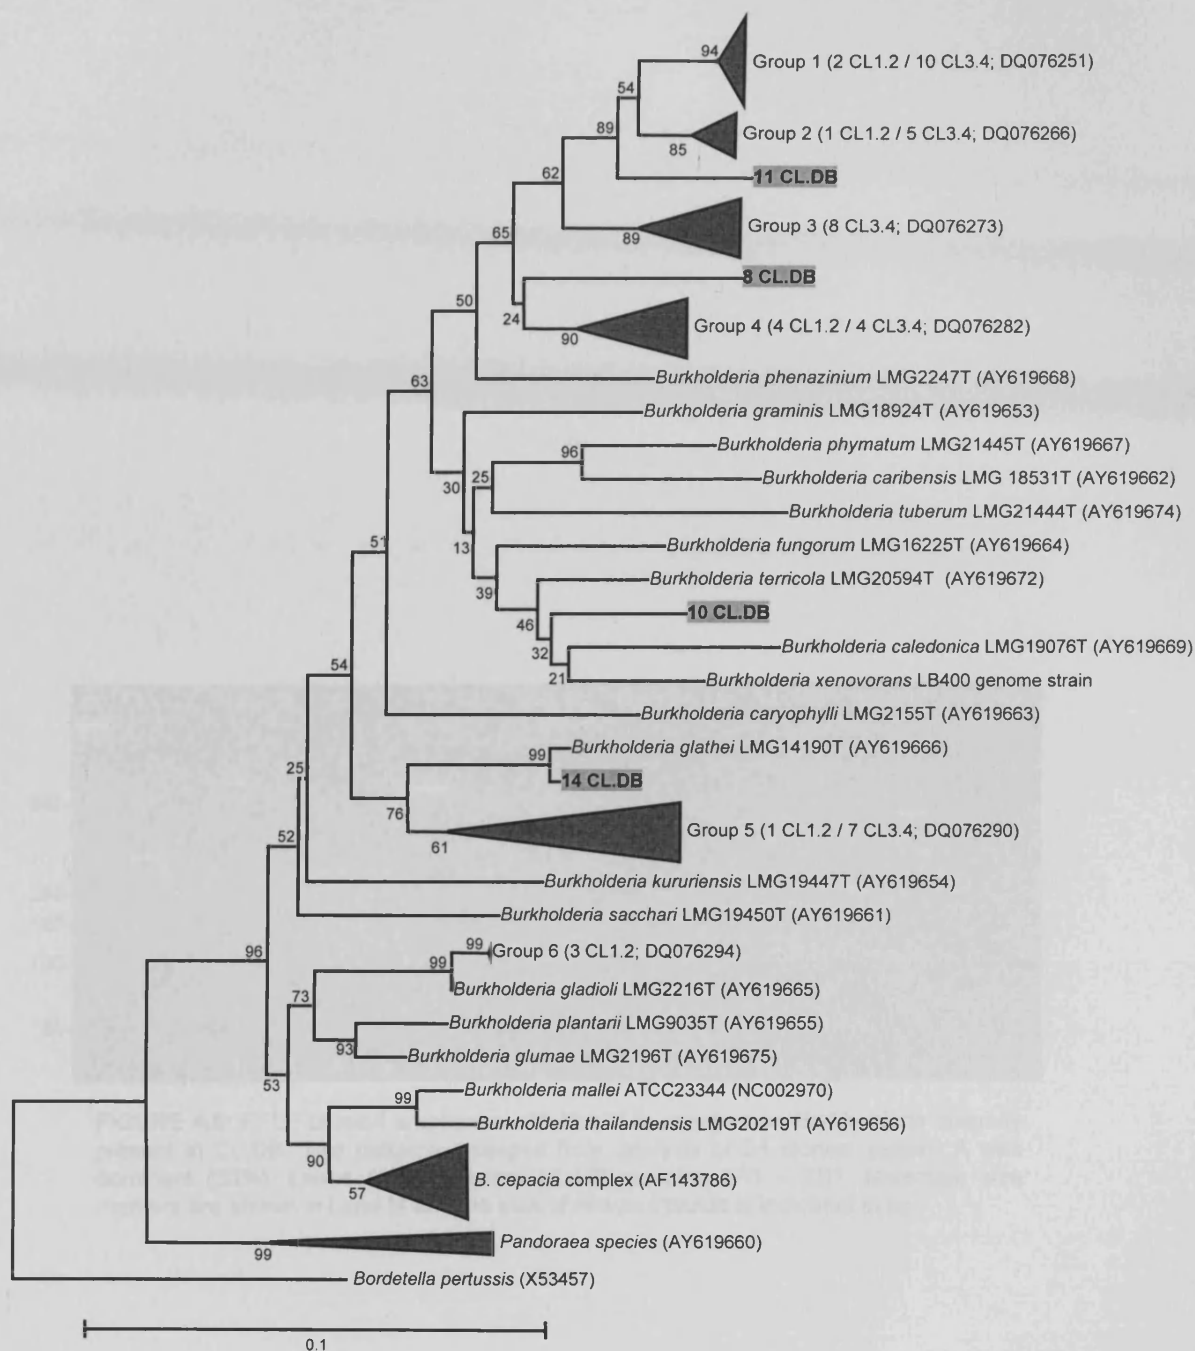 94
Group 1 (2 CL1.2 / 10 CL3.4; DQ076251)
54
89
85
Group 2 (1 CL1.2 / 5 CL3.4; DQ076266)
62
11 CL.DB
65
89
Group 3 (8 CL3.4; DQ076273)
8 CL.DB
50
24
90
Group 4 (4 CL1.2 / 4 CL3.4; DQ076282)
63
Burkholderia phenazinium LMG2247T (AY619668)
Burkholderia graminis LMG18924T (AY619653)
96
Burkholderia phymatum LMG21445T (AY619667)
30
25
Burkholderia caribensis LMG 18531T (AY619662)
Burkholderia tuberum LMG21444T (AY619674)
51
13
Burkholderia fungorum LMG16225T (AY619664)
39
Burkholderia terricola LMG20594T (AY619672)
46
10 CL.DB
32
Burkholderia caledonica LMG19076T (AY619669)
54
21
Burkholderia xenovorans LB400 genome strain
Burkholderia caryophylli LMG2155T (AY619663)
99
Burkholderia glathei LMG14190T (AY619666)
25
14 CL.DB
76
61
Group 5 (1 CL1.2 / 7 CL3.4; DQ076290)
52
Burkholderia kururiensis LMG19447T (AY619654)
Burkholderia sacchari LMG19450T (AY619661)
96
99
Group 6 (3 CL1.2; DQ076294)
99
Burkholderia gladioli LMG2216T (AY619665)
73
Burkholderia plantarii LMG9035T (AY619655)
93
Burkholderia glumae LMG2196T (AY619675)
53
Burkholderia mallei ATCC23344 (NC002970)
99
Burkholderia thailandensis LMG20219T (AY619656)
90
57
B. cepacia complex (AF143786)
99
Pandoraea species (AY619660)
Bordetella pertussis (X53457)
0.1